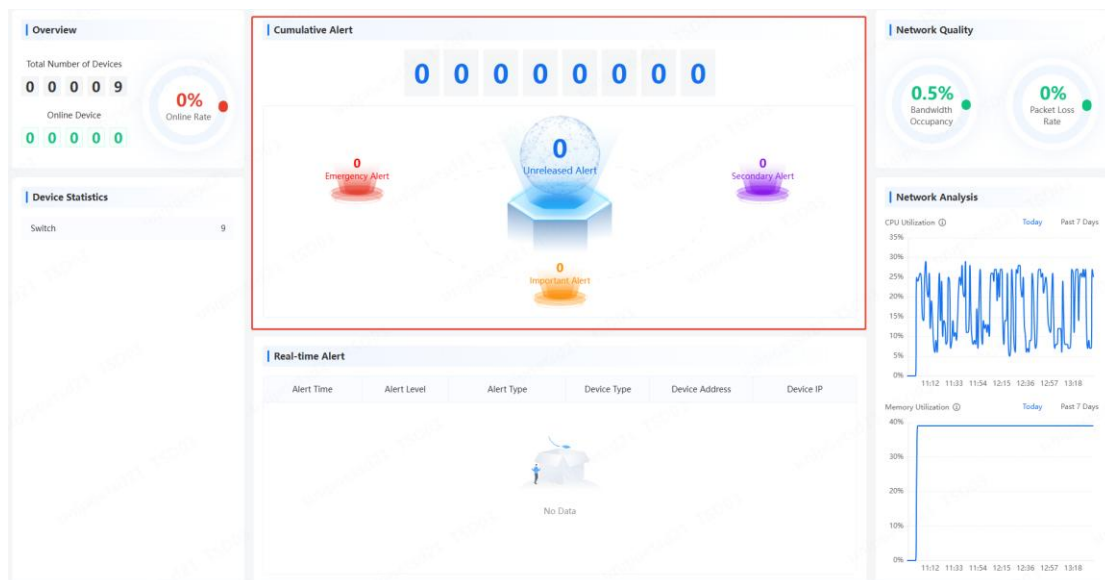 Overview
Total Number of Devices
0 0 0 0 9
Online Device
0 0 0 0 0
0%
Online Rate
Device Statistics
Switch 9
Cumulative Alert
0 0 0 0 0 0 0 0
0
Unreleased Alert
0
Emergency Alert
0
Secondary Alert
0
Important Alert
Real-time Alert
Alert Time Alert Level Alert Type Device Type Device Address Device IP
No Data
Network Quality
0.5%
Bandwidth
Occupancy
0%
Packet Loss
Rate
Network Analysis
CPU Utilization Today Past 7 Days
35%
30%
25%
20%
15%
10%
5%
0%
11:12 11:33 11:54 12:15 12:36 12:57 13:18
Memory Utilization Today Past 7 Days
40%
30%
20%
10%
0%
11:12 11:33 11:54 12:15 12:36 12:57 13:18